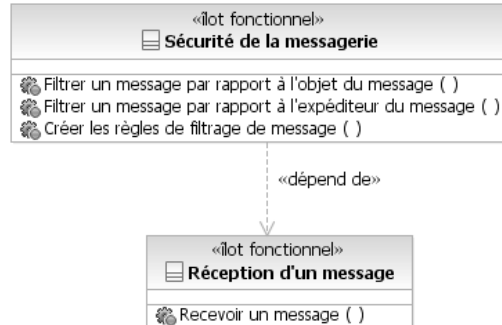 «îlot fonctionnel»
Sécurité de la messagerie
Filtrer un message par rapport à l'objet du message ( )
Filtrer un message par rapport à l'expéditeur du message ( )
Créer les règles de filtrage de message ( )
«dépend de»
«îlot fonctionnel»
Réception d'un message
Recevoir un message ( )